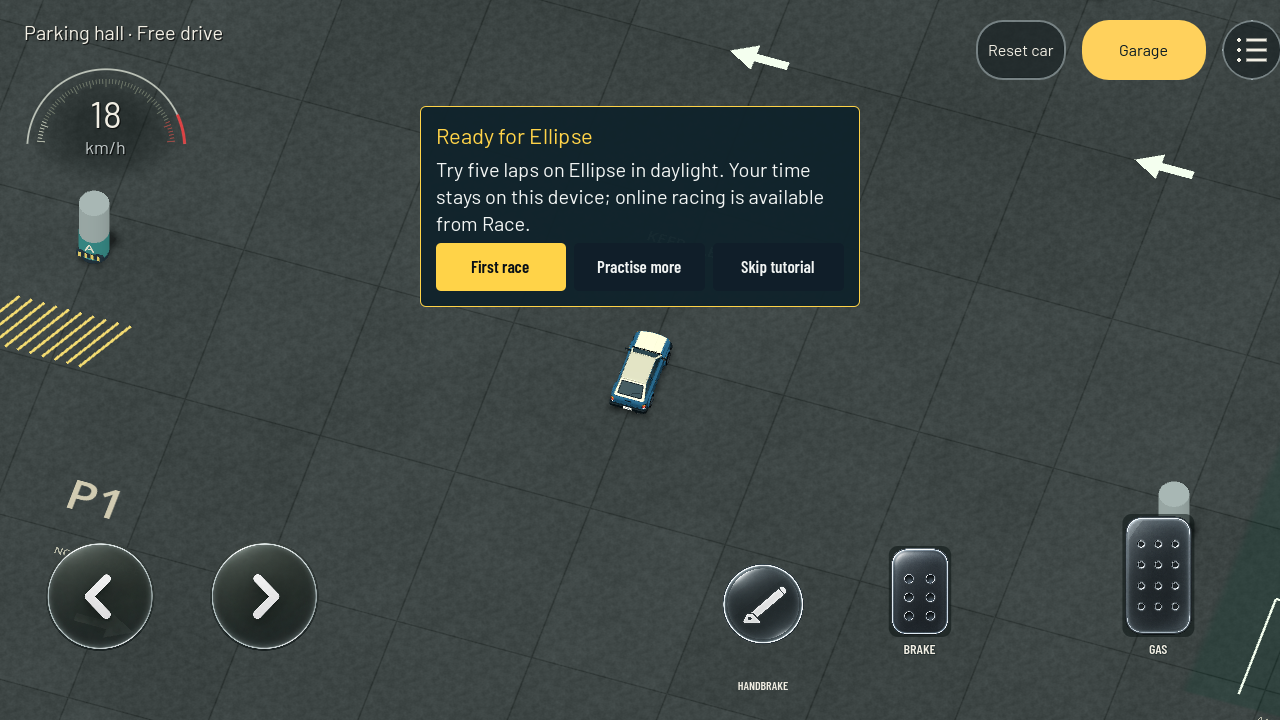 Parking hall · Free drive
Reset car
Garage
18
km/h
Ready for Ellipse
Try five laps on Ellipse in daylight. Your time
stays on this device; online racing is available
from Race.
First race
Practise more
Skip tutorial
A
P1
BRAKE
GAS
HANDBRAKE